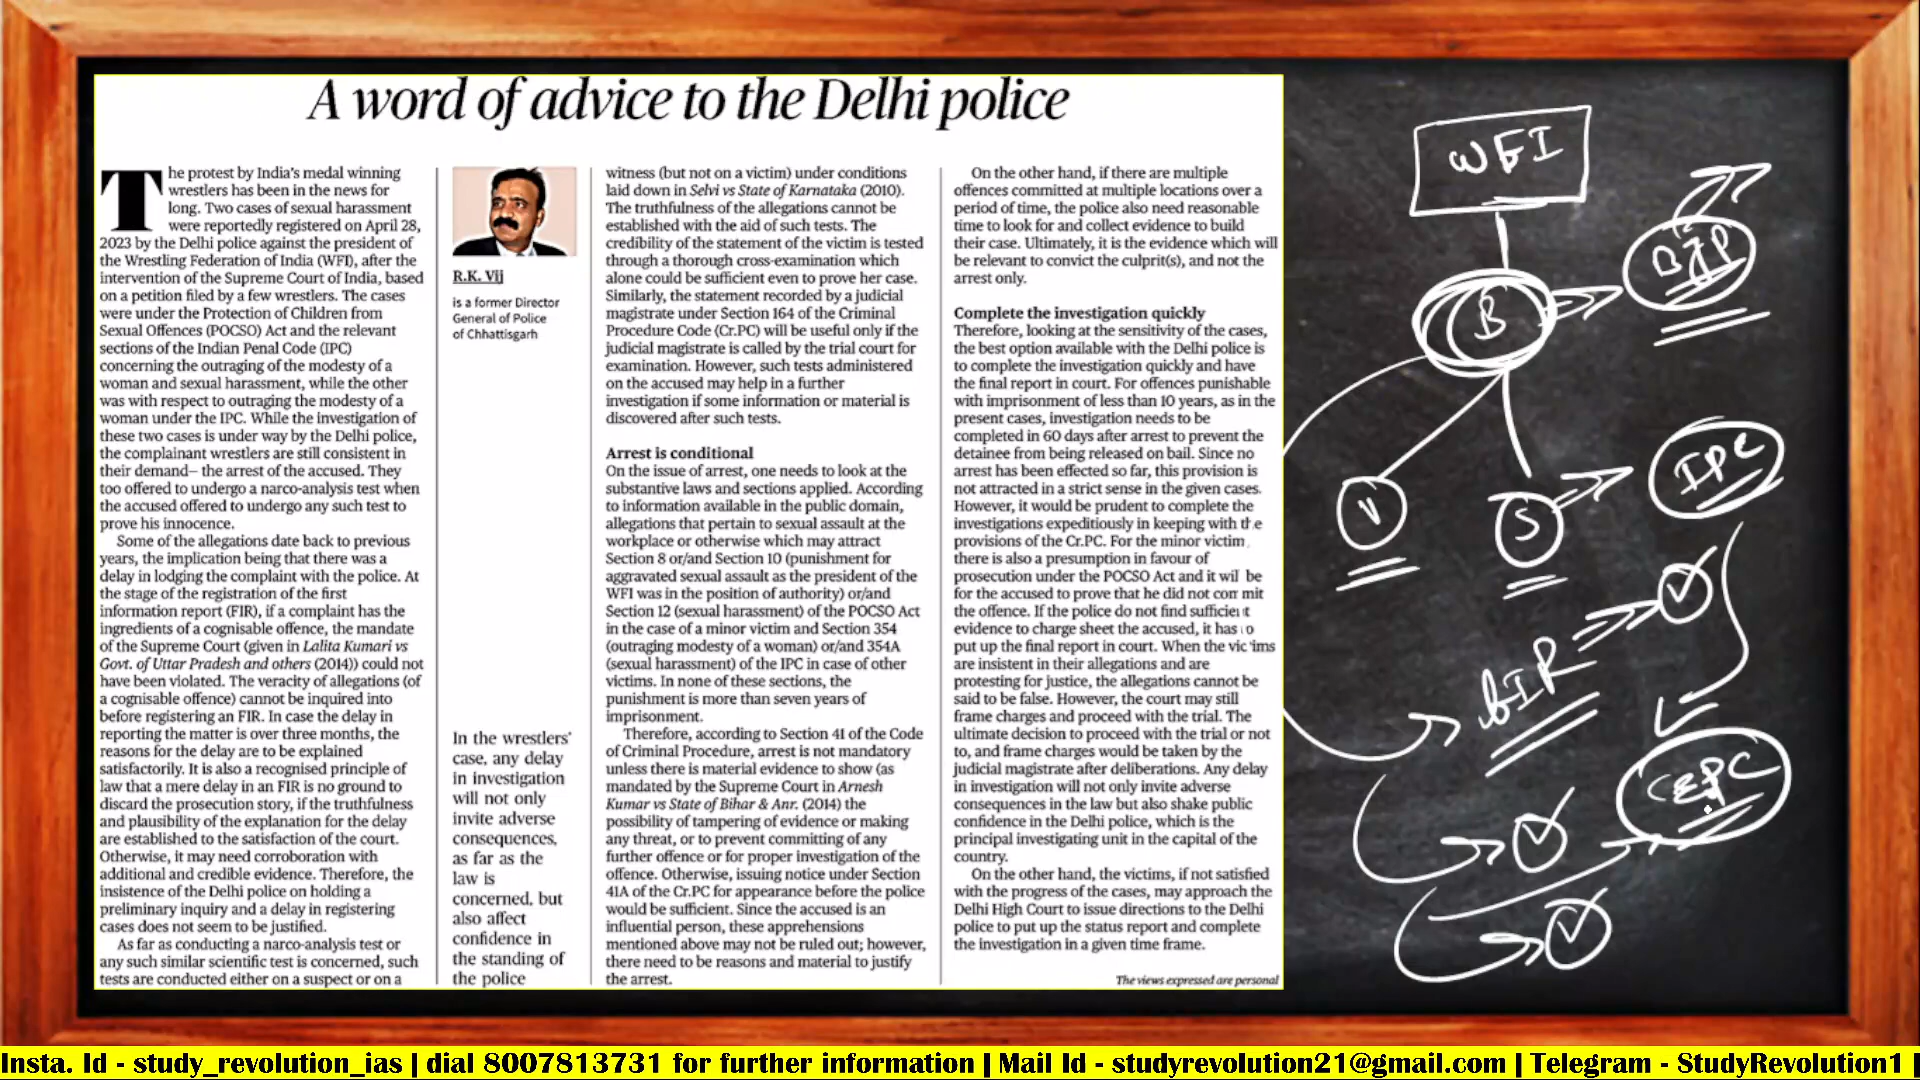 A word of advice to the Delhi police
The protest by India's medal winning
wrestlers has been in the news for
long. Two cases of sexual harassment
were reportedly registered on April 28,
2023 by the Delhi police against the president of
the Wrestling Federation of India (WFI), after the
intervention of the Supreme Court of India, based
on a petition filed by a few wrestlers. The cases
were under the Protection of Children from
Sexual Offences (POCSO) Act and the relevant
sections of the Indian Penal Code (IPC)
concerning the outraging of the modesty of a
woman and sexual harassment, while the other
was with respect to outraging the modesty of a
woman under the IPC. While the investigation of
these two cases is under way by the Delhi police,
the complainant wrestlers are still consistent in
their demand– the arrest of the accused. They
too offered to undergo a narco-analysis test when
the accused offered to undergo any such test to
prove his innocence.
Some of the allegations date back to previous
years, the implication being that there was a
delay in lodging the complaint with the police. At
the stage of the registration of the first
information report (FIR), if a complaint has the
ingredients of a cognisable offence, the mandate
of the Supreme Court (given in Lalita Kumari vs
Govt. of Uttar Pradesh and others (2014)) could not
have been violated. The veracity of allegations (of
a cognisable offence) cannot be inquired into
before registering an FIR. In case the delay in
reporting the matter is over three months, the
reasons for the delay are to be explained
satisfactorily. It is also a recognised principle of
law that a mere delay in an FIR is no ground to
discard the prosecution story, if the truthfulness
and plausibility of the explanation for the delay
are established to the satisfaction of the court.
Otherwise, it may need corroboration with
additional and credible evidence. Therefore, the
insistence of the Delhi police on holding a
preliminary inquiry and a delay in registering
cases does not seem to be justified.
As far as conducting a narco-analysis test or
any such similar scientific test is concerned, such
tests are conducted either on a suspect or on a
R.K. Vij
is a former Director
General of Police
of Chhattisgarh
In the wrestlers'
case, any delay
in investigation
will not only
invite adverse
consequences,
as far as the
law is
concerned, but
also affect
confidence in
the standing of
the police
witness (but not on a victim) under conditions
laid down in Selvi vs State of Karnataka (2010).
The truthfulness of the allegations cannot be
established with the aid of such tests. The
credibility of the statement of the victim is tested
through a thorough cross-examination which
alone could be sufficient even to prove her case.
Similarly, the statement recorded by a judicial
magistrate under Section 164 of the Criminal
Procedure Code (Cr.PC) will be useful only if the
judicial magistrate is called by the trial court for
examination. However, such tests administered
on the accused may help in a further
investigation if some information or material is
discovered after such tests.
Arrest is conditional
On the issue of arrest, one needs to look at the
substantive laws and sections applied. According
to information available in the public domain,
allegations that pertain to sexual assault at the
workplace or otherwise which may attract
Section 8 or/and Section 10 (punishment for
aggravated sexual assault as the president of the
WFI was in the position of authority) or/and
Section 12 (sexual harassment) of the POCSO Act
in the case of a minor victim and Section 354
(outraging modesty of a woman) or/and 354A
(sexual harassment) of the IPC in case of other
victims. In none of these sections, the
punishment is more than seven years of
imprisonment.
Therefore, according to Section 41 of the Code
of Criminal Procedure, arrest is not mandatory
unless there is material evidence to show (as
mandated by the Supreme Court in Arnesh
Kumar vs State of Bihar & Anr. (2014) the
possibility of tampering of evidence or making
any threat, or to prevent committing of any
further offence or for proper investigation of the
offence. Otherwise, issuing notice under Section
41A of the Cr.PC for appearance before the police
would be sufficient. Since the accused is an
influential person, these apprehensions
mentioned above may not be ruled out; however,
there need to be reasons and material to justify
the arrest.
On the other hand, if there are multiple
offences committed at multiple locations over a
period of time, the police also need reasonable
time to look for and collect evidence to build
their case. Ultimately, it is the evidence which will
be relevant to convict the culprit(s), and not the
arrest only.
Complete the investigation quickly
Therefore, looking at the sensitivity of the cases,
the best option available with the Delhi police is
to complete the investigation quickly and have
the final report in court. For offences punishable
with imprisonment of less than 10 years, as in the
present cases, investigation needs to be
completed in 60 days after arrest to prevent the
detainee from being released on bail. Since no
arrest has been effected so far, this provision is
not attracted in a strict sense in the given cases.
However, it would be prudent to complete the
investigations expeditiously in keeping with the
provisions of the Cr.PC. For the minor victim,
there is also a presumption in favour of
prosecution under the POCSO Act and it will be
for the accused to prove that he did not commit
the offence. If the police do not find sufficient
evidence to charge sheet the accused, it has to
put up the final report in court. When the victims
are insistent in their allegations and are
protesting for justice, the allegations cannot be
said to be false. However, the court may still
frame charges and proceed with the trial. The
ultimate decision to proceed with the trial or not
to, and frame charges would be taken by the
judicial magistrate after deliberations. Any delay
in investigation will not only invite adverse
consequences in the law but also shake public
confidence in the Delhi police, which is the
principal investigating unit in the capital of the
country.
On the other hand, the victims, if not satisfied
with the progress of the cases, may approach the
Delhi High Court to issue directions to the Delhi
police to put up the status report and complete
the investigation in a given time frame.
The views expressed are personal
WFI
B
BJP
V
S
IPC
FIR
CrPC
Insta. Id - study_revolution_ias | dial 8007813731 for further information | Mail Id - studyrevolution21@gmail.com | Telegram - StudyRevolution1 |